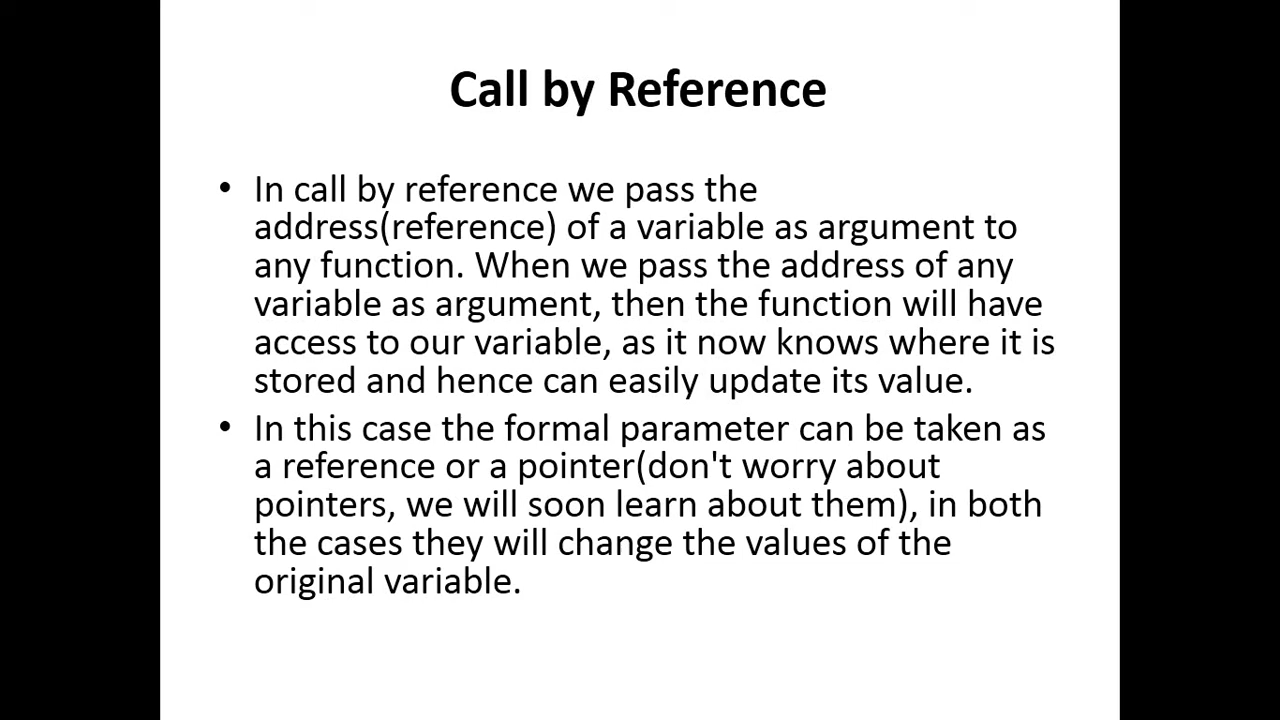 Call by Reference
• In call by reference we pass the
address(reference) of a variable as argument to
any function. When we pass the address of any
variable as argument, then the function will have
access to our variable, as it now knows where it is
stored and hence can easily update its value.
• In this case the formal parameter can be taken as
a reference or a pointer(don't worry about
pointers, we will soon learn about them), in both
the cases they will change the values of the
original variable.